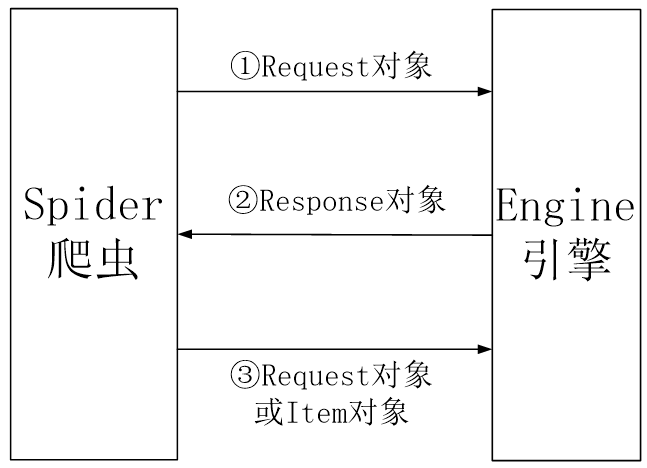 ①Request对象
Spider
爬虫
②Response对象
Engine
引擎
③Request对象
或Item对象